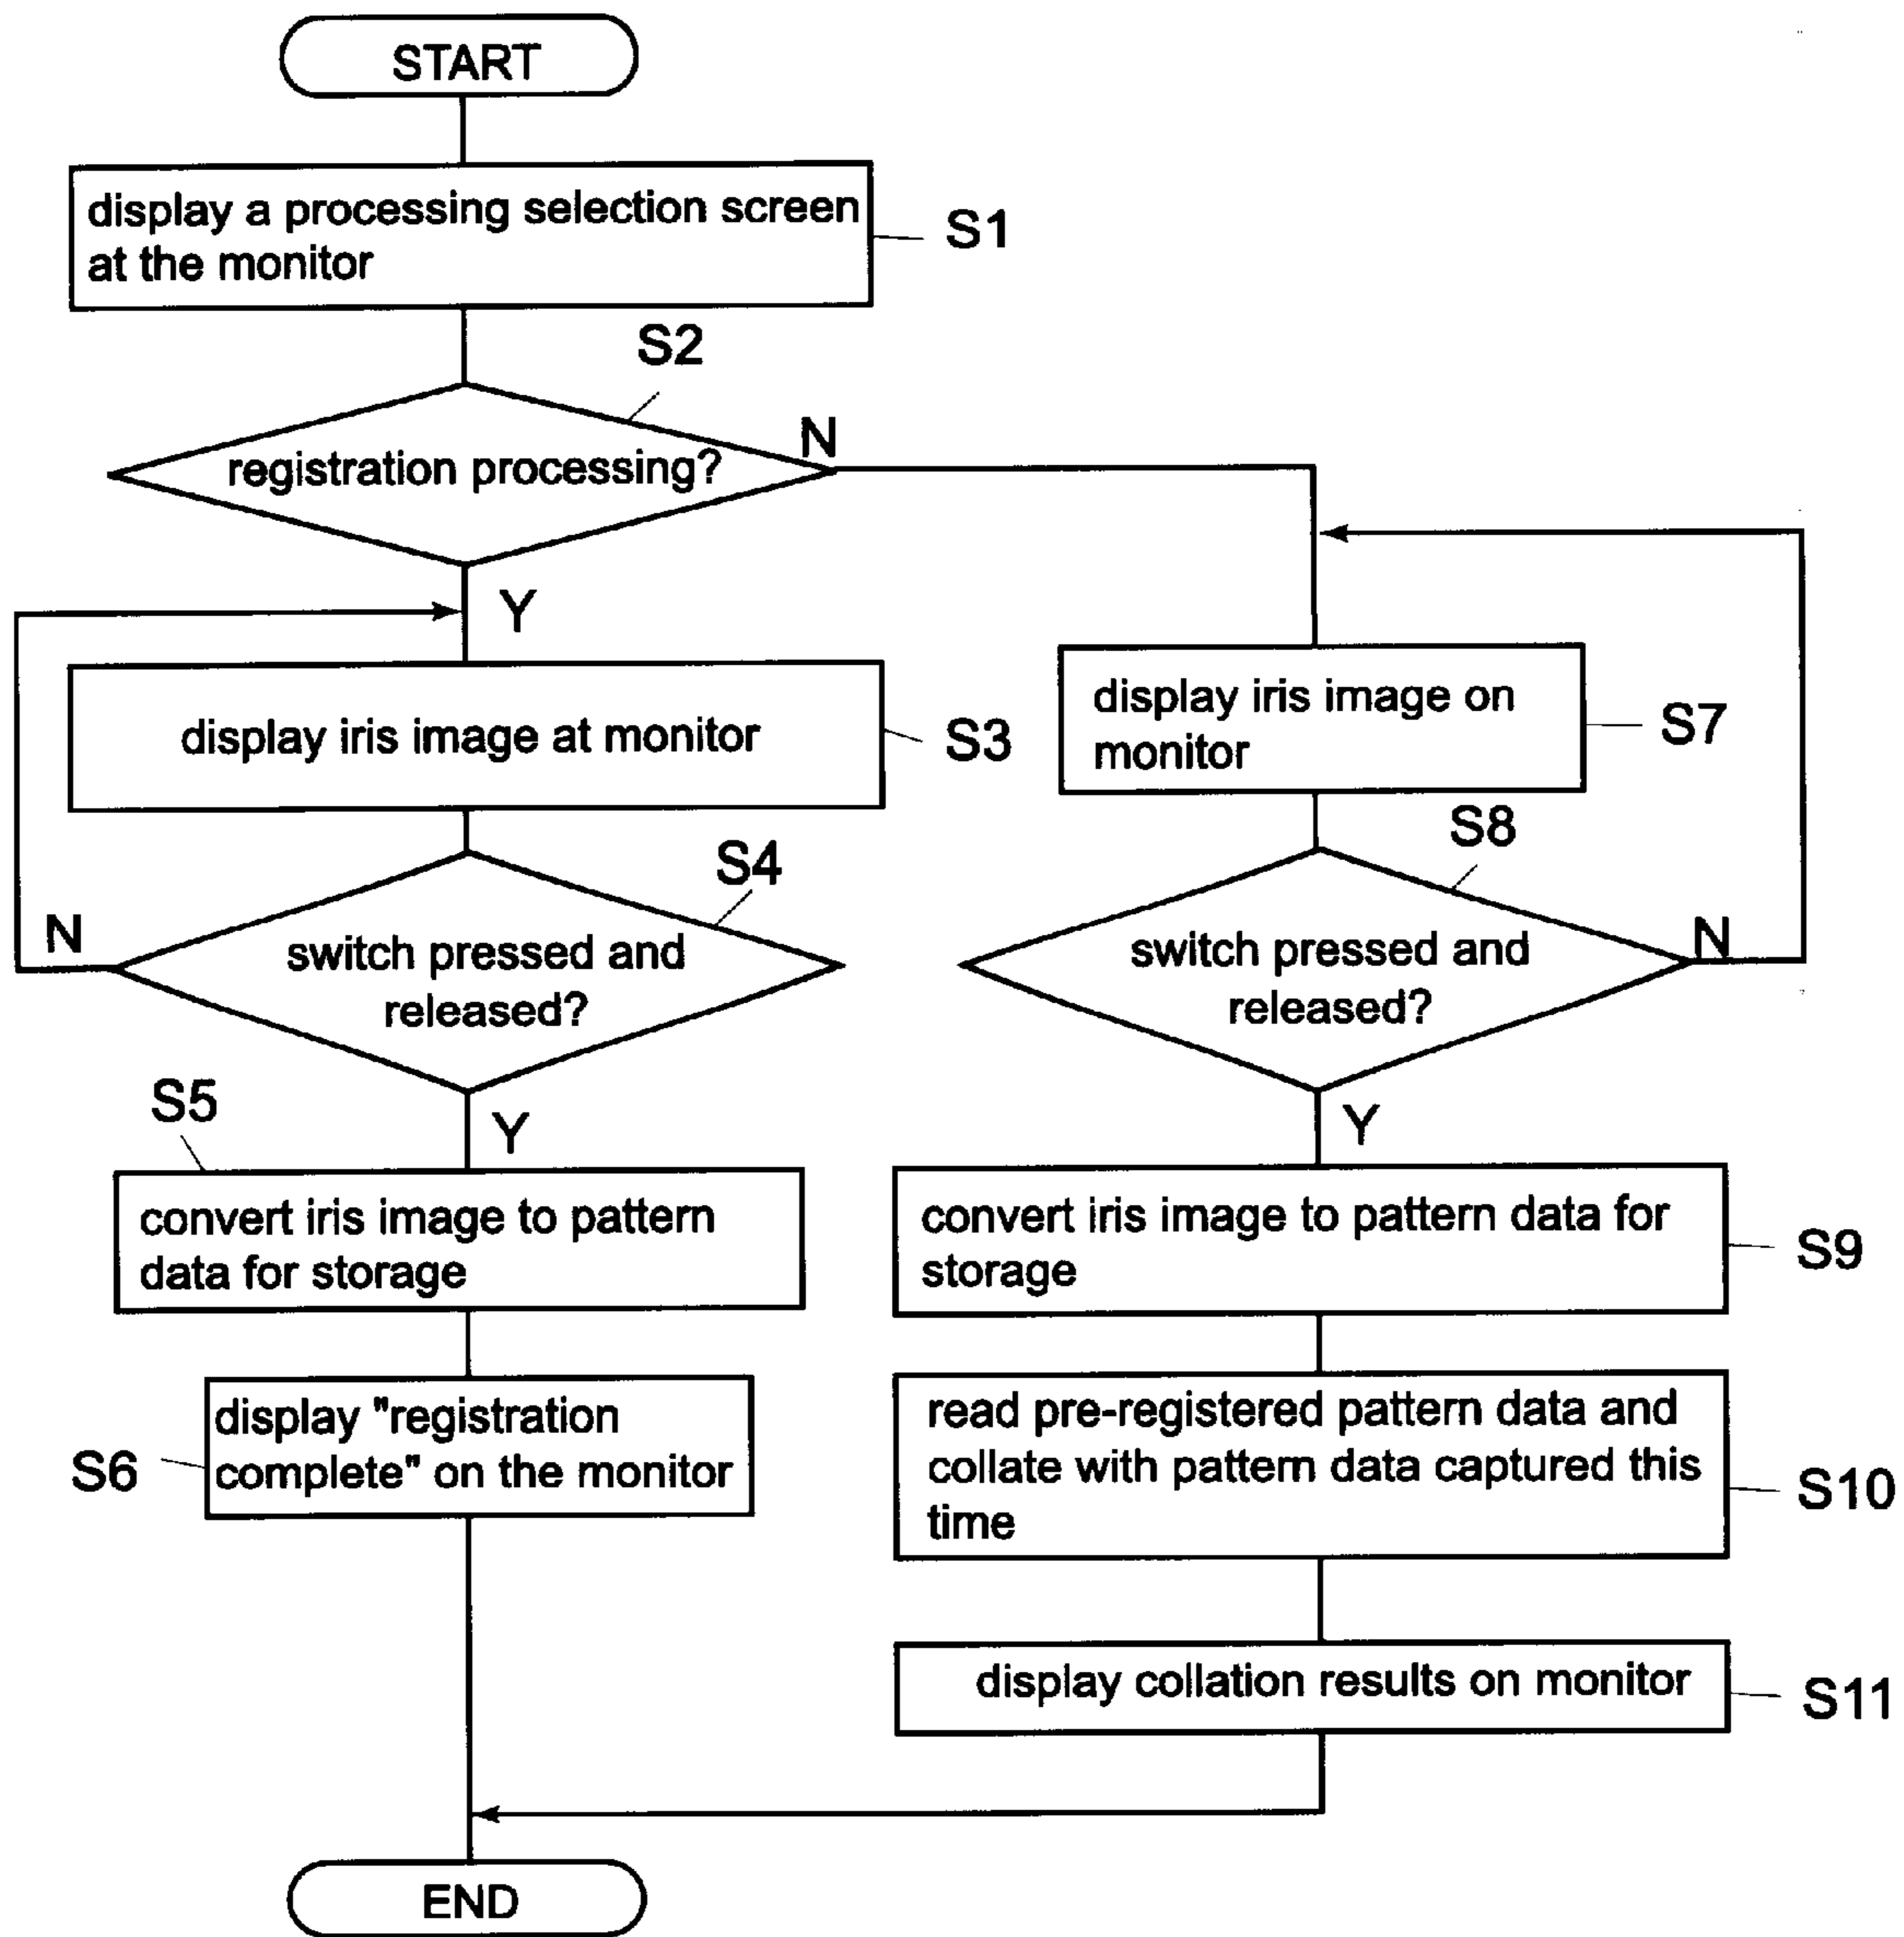 START
display a processing selection screen
at the monitor
S1
S2
registration processing?
N
Y
display iris image at monitor
S3
S4
switch pressed and
released?
N
Y
S5
convert iris image to pattern
data for storage
display "registration
complete" on the monitor
S6
display iris image on
monitor
S7
S8
switch pressed and
released?
N
Y
convert iris image to pattern data for
storage
S9
read pre-registered pattern data and
collate with pattern data captured this
time
S10
display collation results on monitor
S11
END